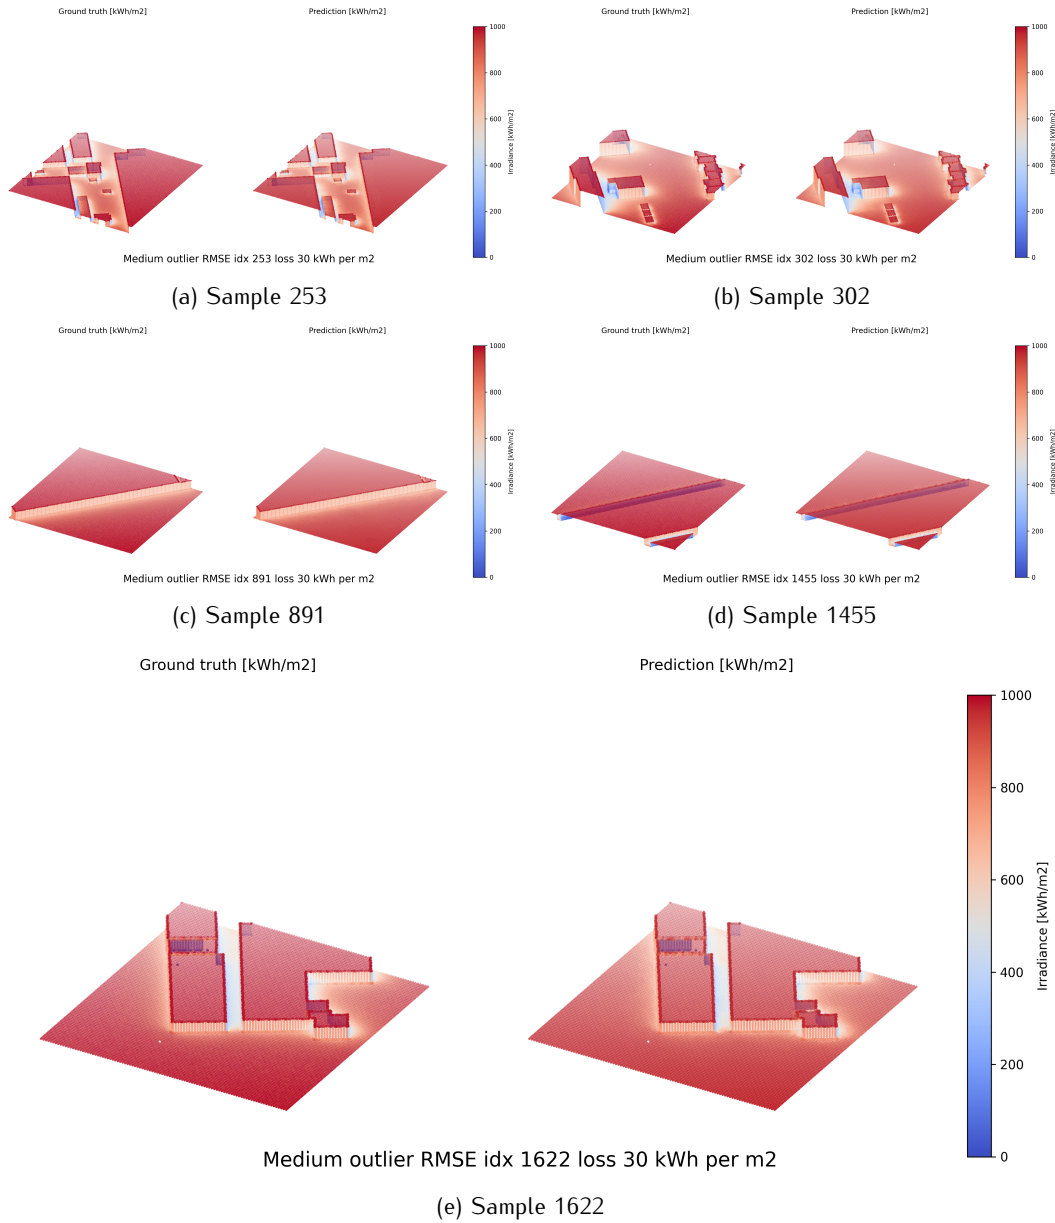 Ground truth [kWh/m2]
Prediction [kWh/m2]
1000
800
600
400
200
0
Irradiance [kWh/m2]
Medium outlier RMSE idx 253 loss 30 kWh per m2
(a) Sample 253
Ground truth [kWh/m2]
Prediction [kWh/m2]
1000
800
600
400
200
0
Irradiance [kWh/m2]
Medium outlier RMSE idx 302 loss 30 kWh per m2
(b) Sample 302
Ground truth [kWh/m2]
Prediction [kWh/m2]
1000
800
600
400
200
0
Irradiance [kWh/m2]
Medium outlier RMSE idx 891 loss 30 kWh per m2
(c) Sample 891
Ground truth [kWh/m2]
Prediction [kWh/m2]
1000
800
600
400
200
0
Irradiance [kWh/m2]
Medium outlier RMSE idx 1455 loss 30 kWh per m2
(d) Sample 1455
Ground truth [kWh/m2]
Prediction [kWh/m2]
1000
800
600
400
200
0
Irradiance [kWh/m2]
Medium outlier RMSE idx 1622 loss 30 kWh per m2
(e) Sample 1622